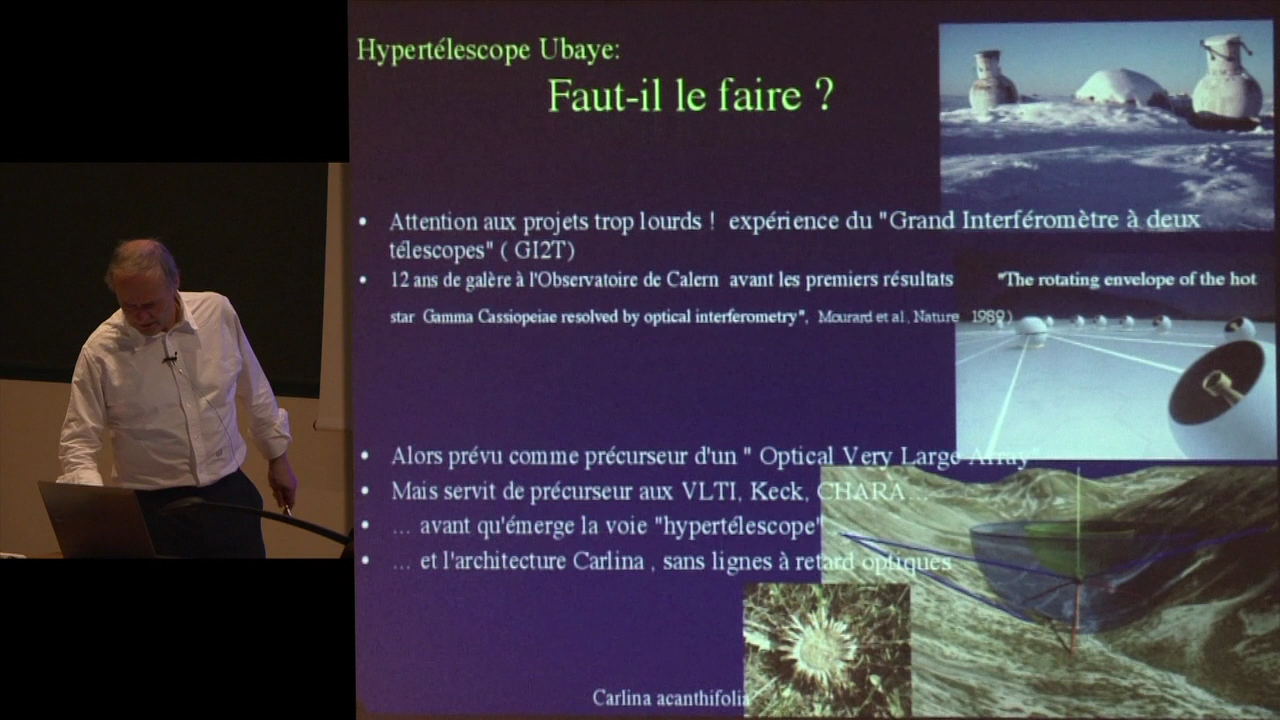 Hypertélescope Ubaye:
Faut-il le faire ?
• Attention aux projets trop lourds ! expérience du "Grand Interféromètre à deux
télescopes" ( GI2T)
• 12 ans de galère à l'Observatoire de Calern avant les premiers résultats "The rotating envelope of the hot
star Gamma Cassiopeiae resolved by optical interferometry", Mourard et al, Nature 1989)
• Alors prévu comme précurseur d'un " Optical Very Large Array"
• Mais servit de précurseur aux VLTI, Keck, CHARA...
• ... avant qu'émerge la voie "hypertélescope"
• ... et l'architecture Carlina , sans lignes à retard optiques
Carlina acanthifolia